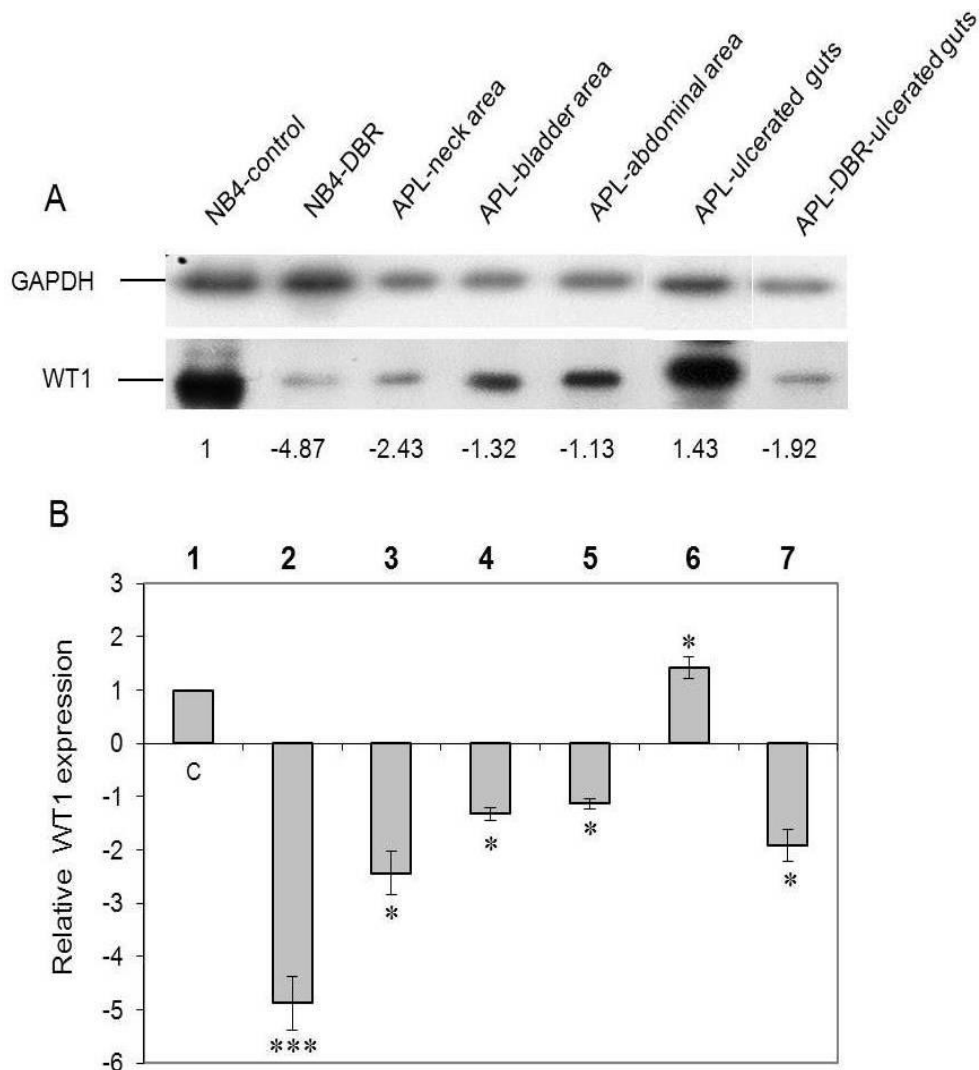 A
NB4-control
NB4-DBR
APL-neck area
APL-bladder area
APL-abdominal area
APL-ulcerated guts
APL-DBR-ulcerated guts
GAPDH
WT1
1 -4.87 -2.43 -1.32 -1.13 1.43 -1.92
B
1 2 3 4 5 6 7
Relative WT1 expression
3
2
1
0
-1
-2
-3
-4
-5
-6
C
***
*
*
*
*
*